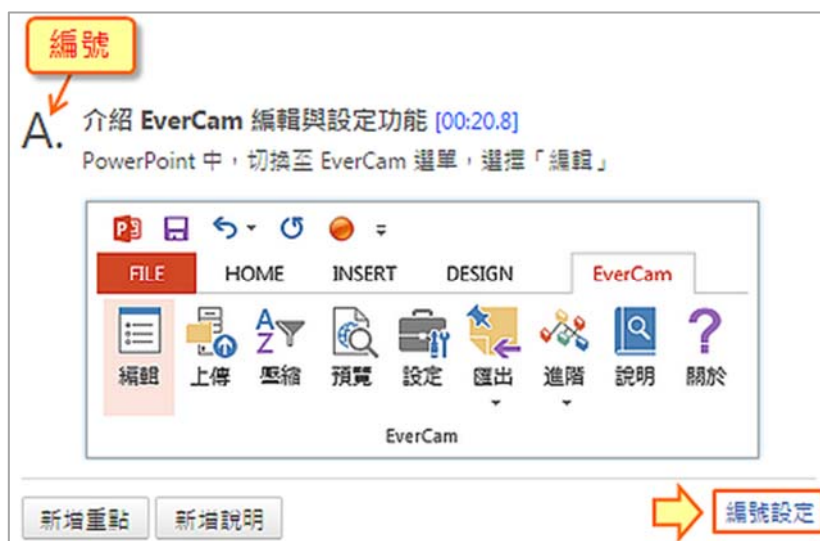 編號
A. 介紹 EverCam 編輯與設定功能 [00:20.8]
PowerPoint 中，切換至 EverCam 選單，選擇「編輯」
FILE HOME INSERT DESIGN EverCam
編輯 上傳 壓縮 預覽 設定 匯出 進階 說明 關於
EverCam
新增重點 新增說明 編號設定